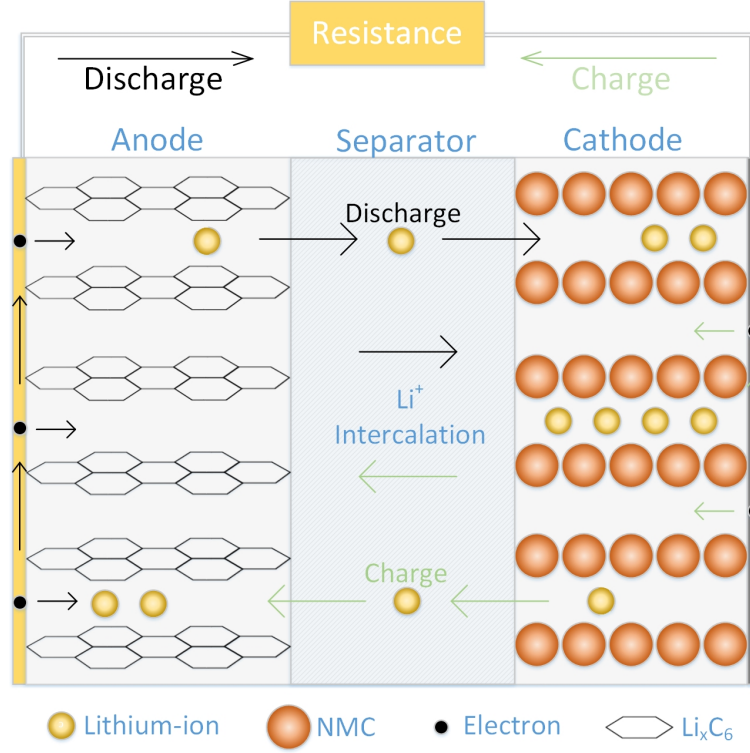 Resistance
Discharge
Charge
Anode
Separator
Cathode
Discharge
Li⁺
Intercalation
Charge
Lithium-ion
NMC
Electron
LiₓC₆